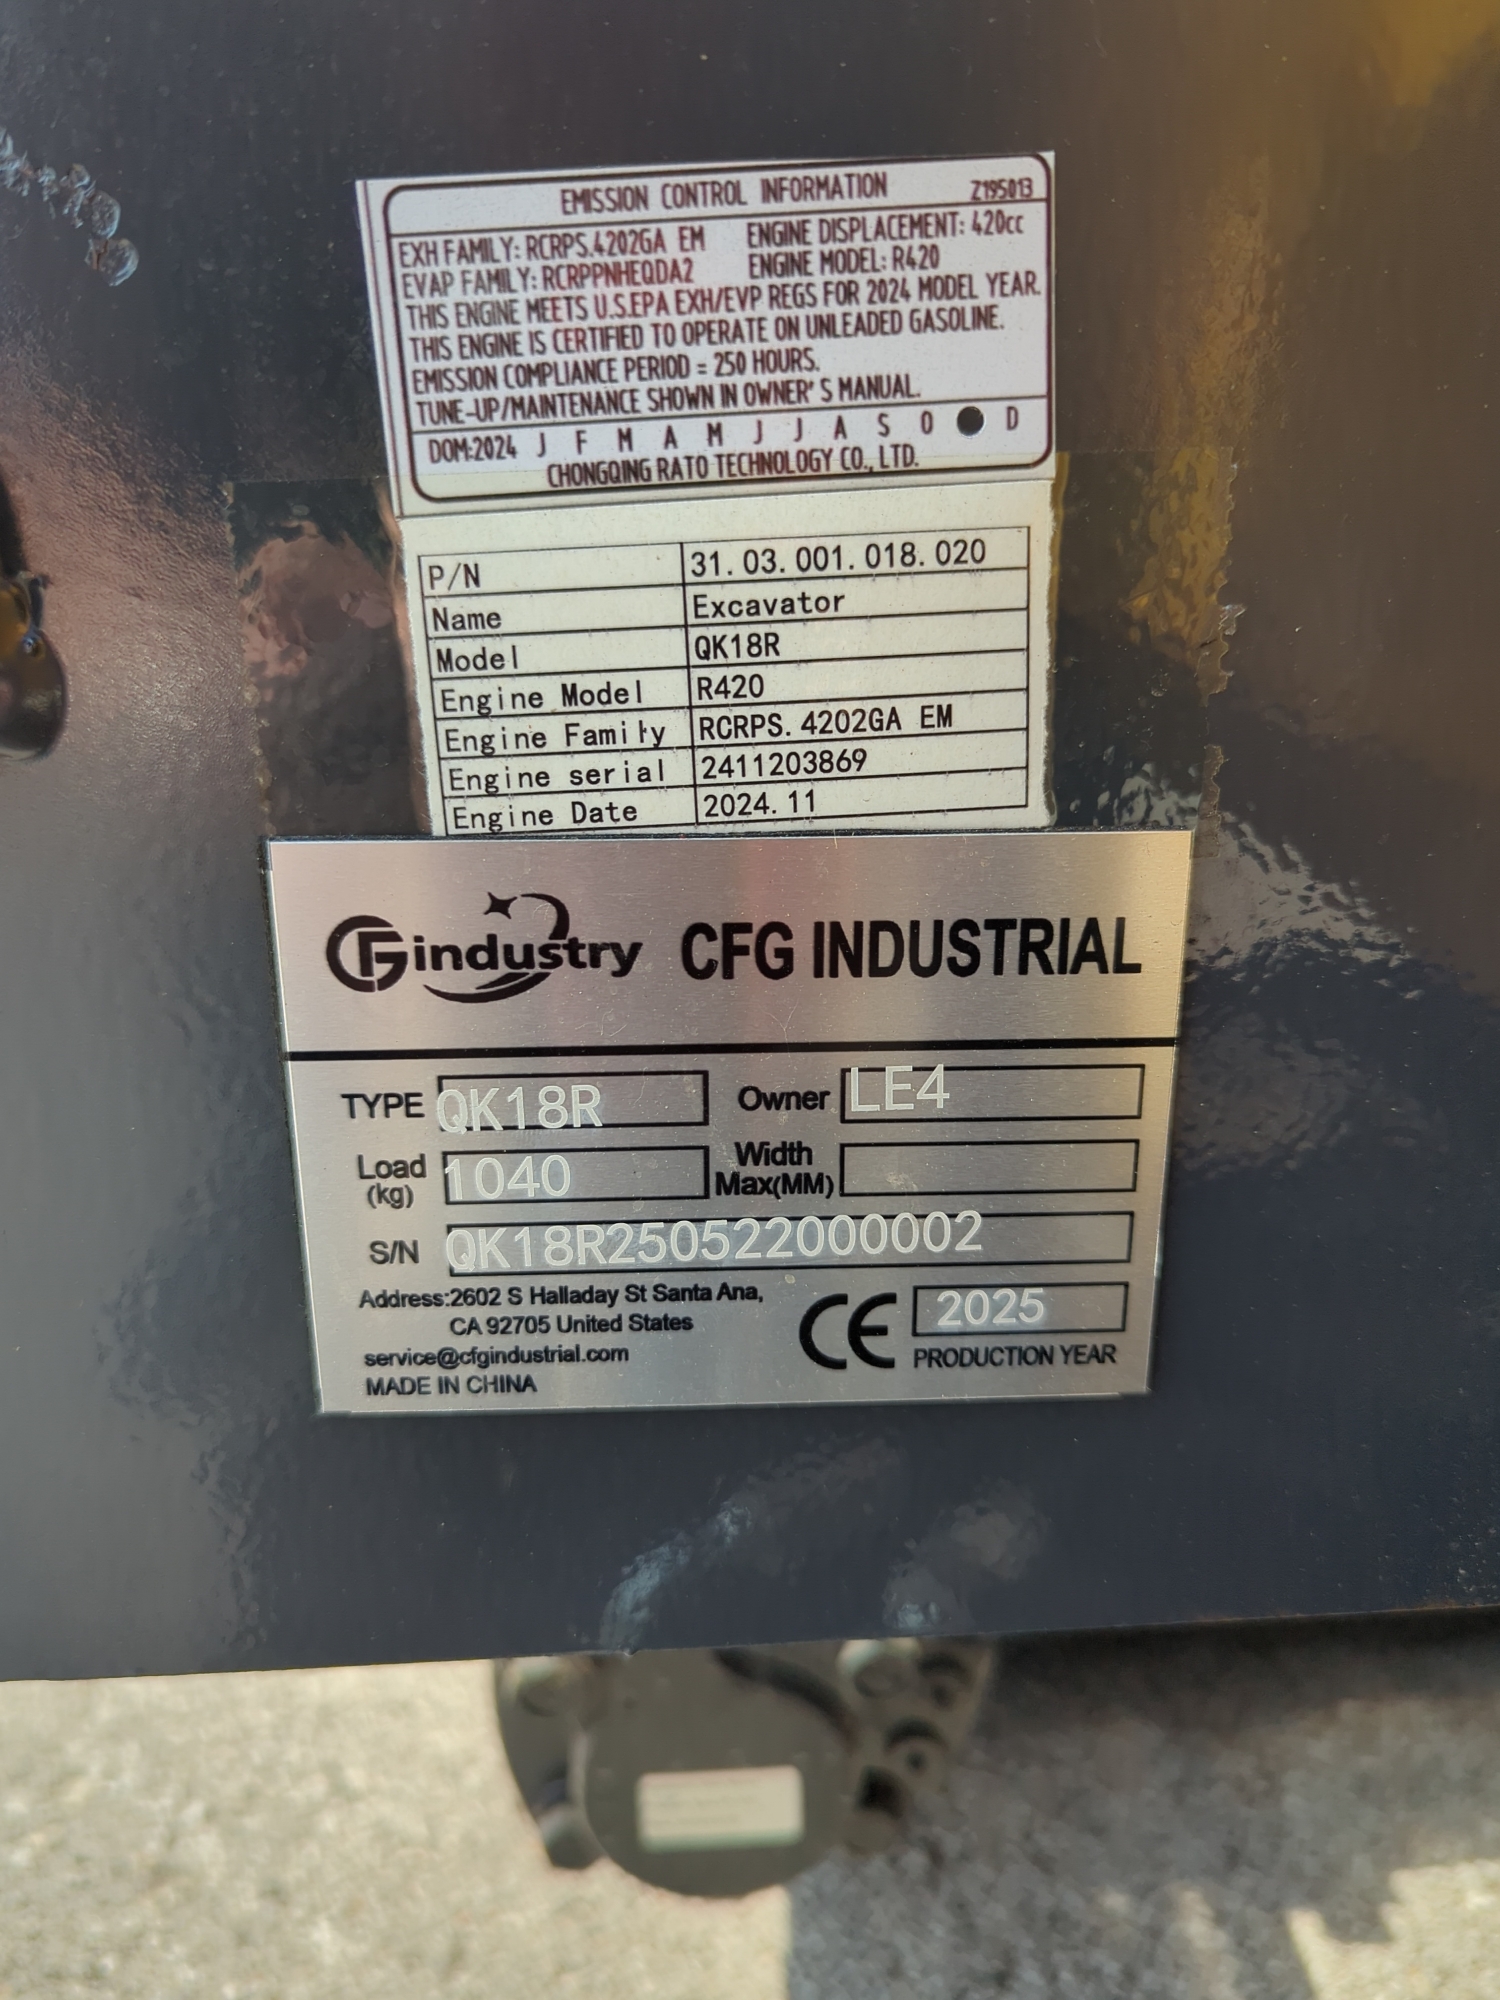 EMISSION CONTROL INFORMATION Z195013
EXH FAMILY: RCRPS.4202GA EM ENGINE DISPLACEMENT: 420cc
EVAP FAMILY: RCRPPNHEQDA2 ENGINE MODEL: R420
THIS ENGINE MEETS U.S.EPA EXH/EVP REGS FOR 2024 MODEL YEAR.
THIS ENGINE IS CERTIFIED TO OPERATE ON UNLEADED GASOLINE.
EMISSION COMPLIANCE PERIOD = 250 HOURS.
TUNE-UP/MAINTENANCE SHOWN IN OWNER' S MANUAL.
DOM:2024 J F M A M J J A S O D
CHONGQING RATO TECHNOLOGY CO., LTD.
P/N 31. 03. 001. 018. 020
Name Excavator
Model QK18R
Engine Model R420
Engine Family RCRPS. 4202GA EM
Engine serial 2411203869
Engine Date 2024. 11
CFG industry CFG INDUSTRIAL
TYPE QK18R Owner LE4
Load (kg) 1040 Width Max(MM)
S/N QK18R250522000002
Address:2602 S Halladay St Santa Ana,
CA 92705 United States
service@cfgindustrial.com
MADE IN CHINA
CE 2025
PRODUCTION YEAR